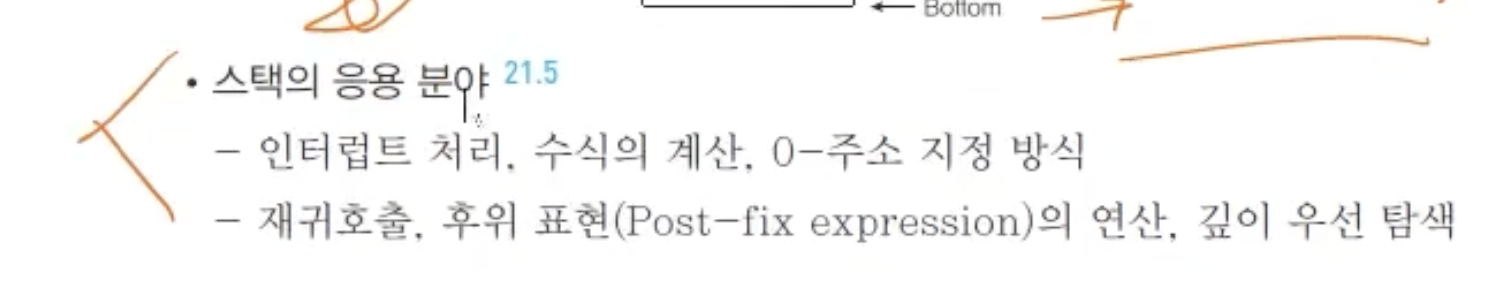 ← Bottom
• 스택의 응용 분야 21.5
- 인터럽트 처리, 수식의 계산, 0-주소 지정 방식
- 재귀호출, 후위 표현(Post-fix expression)의 연산, 깊이 우선 탐색